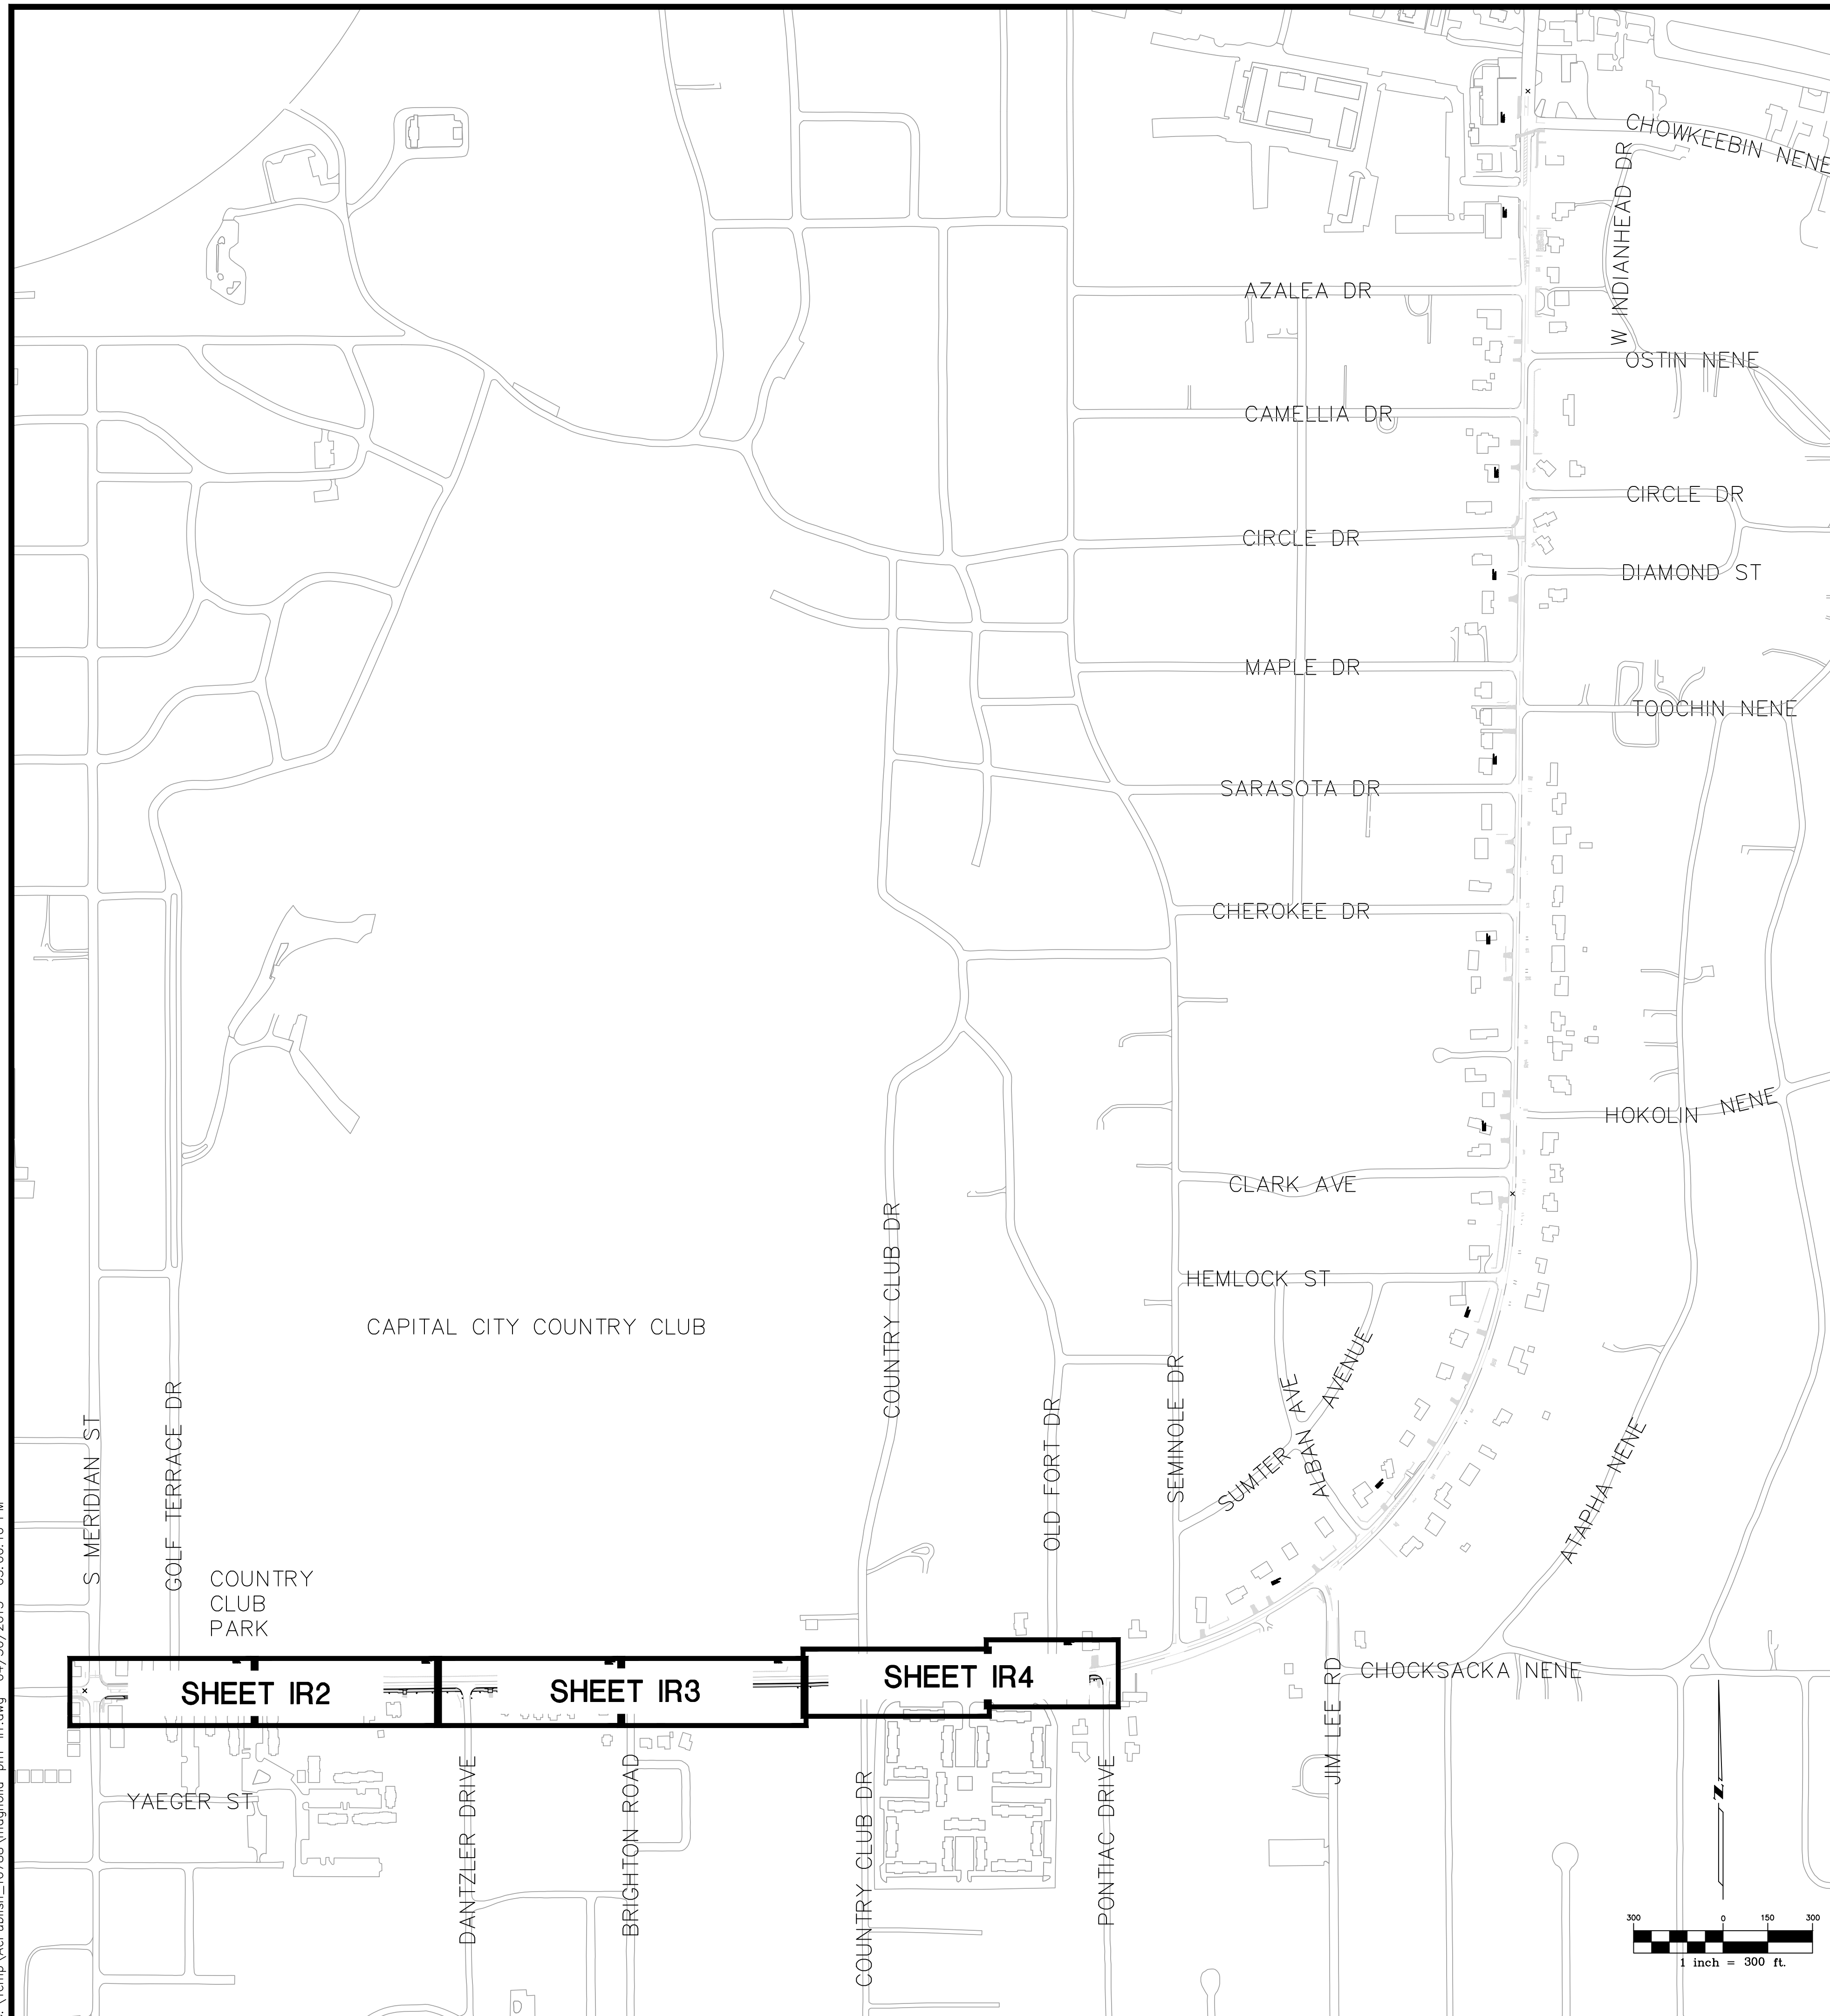 CHOWKEEBIN NENE
W INDIANHEAD DR
AZALEA DR
OSTIN NENE
CAMELLIA DR
CIRCLE DR
CIRCLE DR
DIAMOND ST
MAPLE DR
TOOCHIN NENE
SARASOTA DR
CHEROKEE DR
HOKOLIN NENE
CLARK AVE
COUNTRY CLUB DR
HEMLOCK ST
CAPITAL CITY COUNTRY CLUB
S MERIDIAN ST
GOLF TERRACE DR
OLD FORT DR
SEMINOLE DR
SUMTER AVENUE
ALBAN AVE
ATAPHA NENE
COUNTRY
CLUB
PARK
SHEET IR2
SHEET IR3
SHEET IR4
CHOCKSACKA NENE
JIM LEE RD
YAEGER ST
DANTZLER DRIVE
BRIGHTON ROAD
COUNTRY CLUB DR
PONTIAC DRIVE
N
300 0 150 300
1 inch = 300 ft.